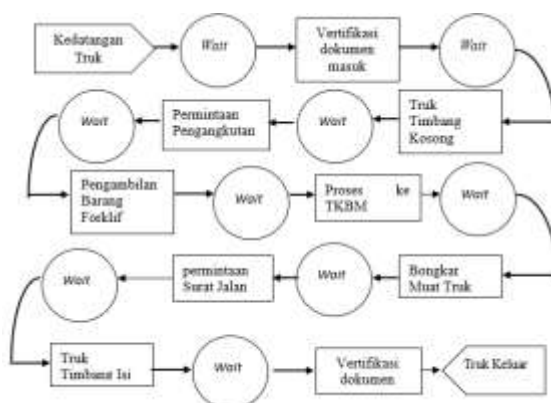 Kedatangan
Truk
Wait
Vertifikasi
dokumen
masuk
Wait
Wait
Permintaan
Pengangkutan
Wait
Truk
Timbang
Kosong
Pengambilan
Barang
Foeklif
Wait
Proses ke
TKBM
Wait
Wait
permintaan
Surat Jalan
Wait
Bongkar
Muat Truk
Truk
Timbang Isi
Wait
Vertifikasi
dokumen
Truk Keluar